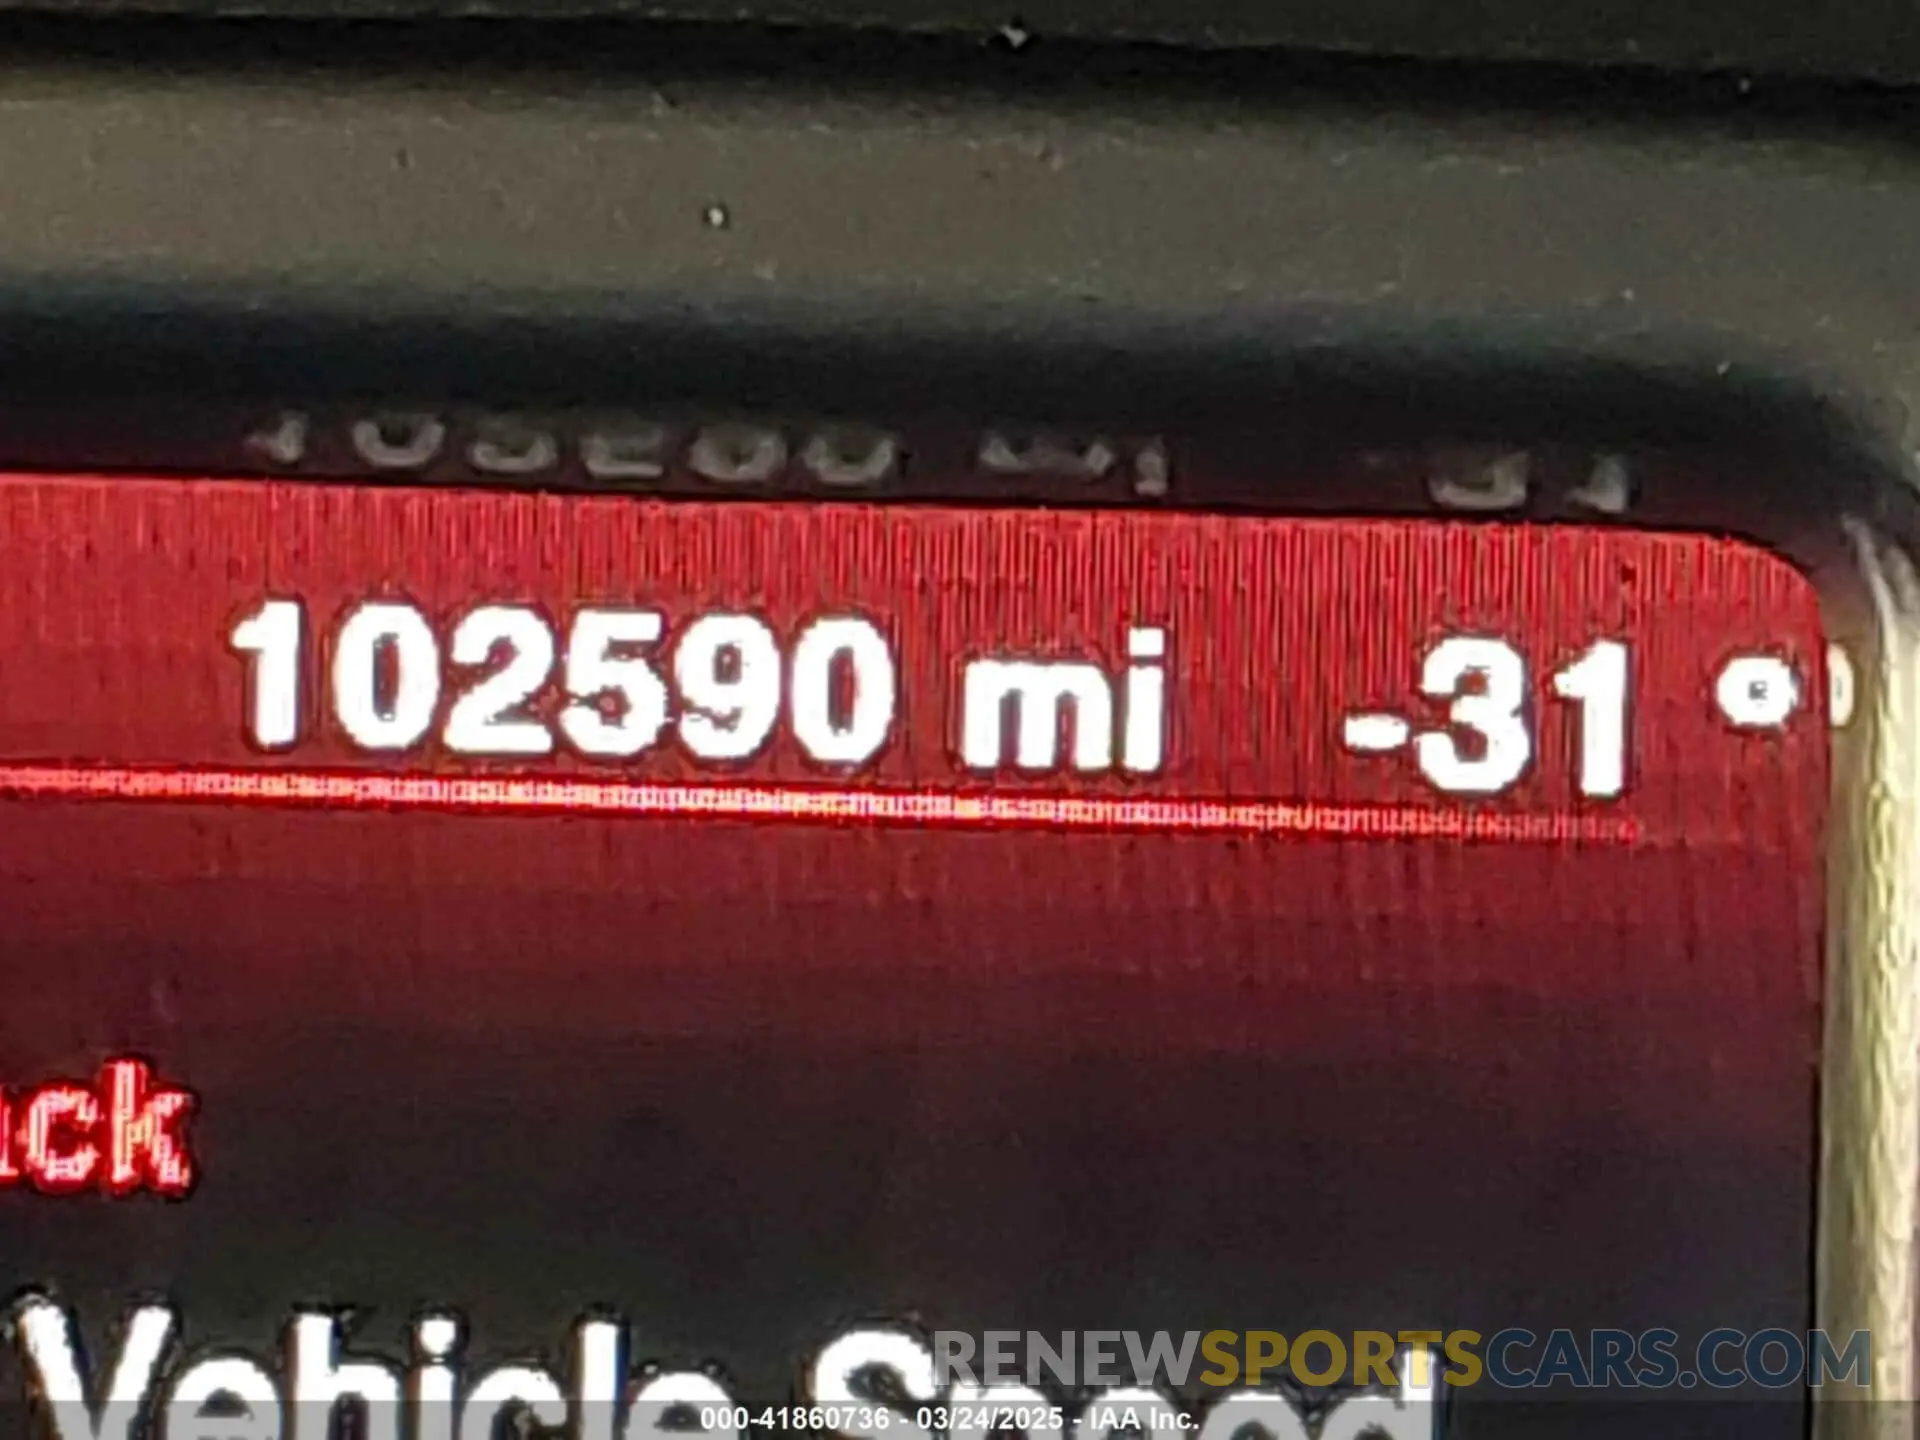 102590 mi -31 °
ck
Vehicle Speed
RENEWSPORTSCARS.COM
000-41860736 - 03/24/2025 - IAA Inc.